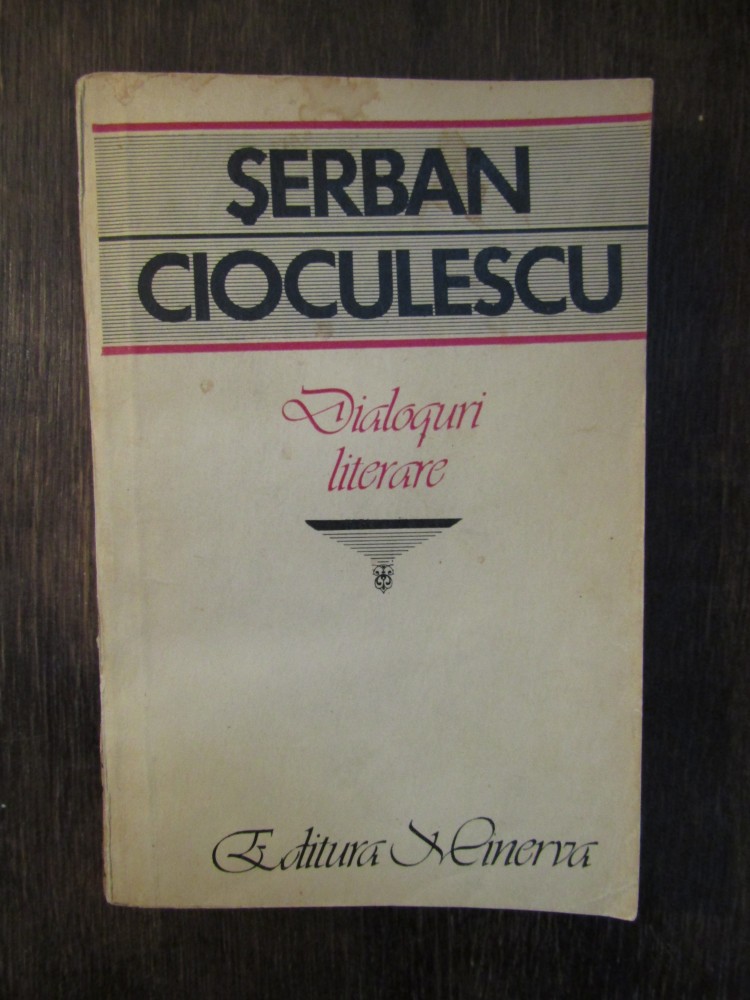 ŞERBAN
CIOCULESCU
Dialoguri
literare
Editura Minerva